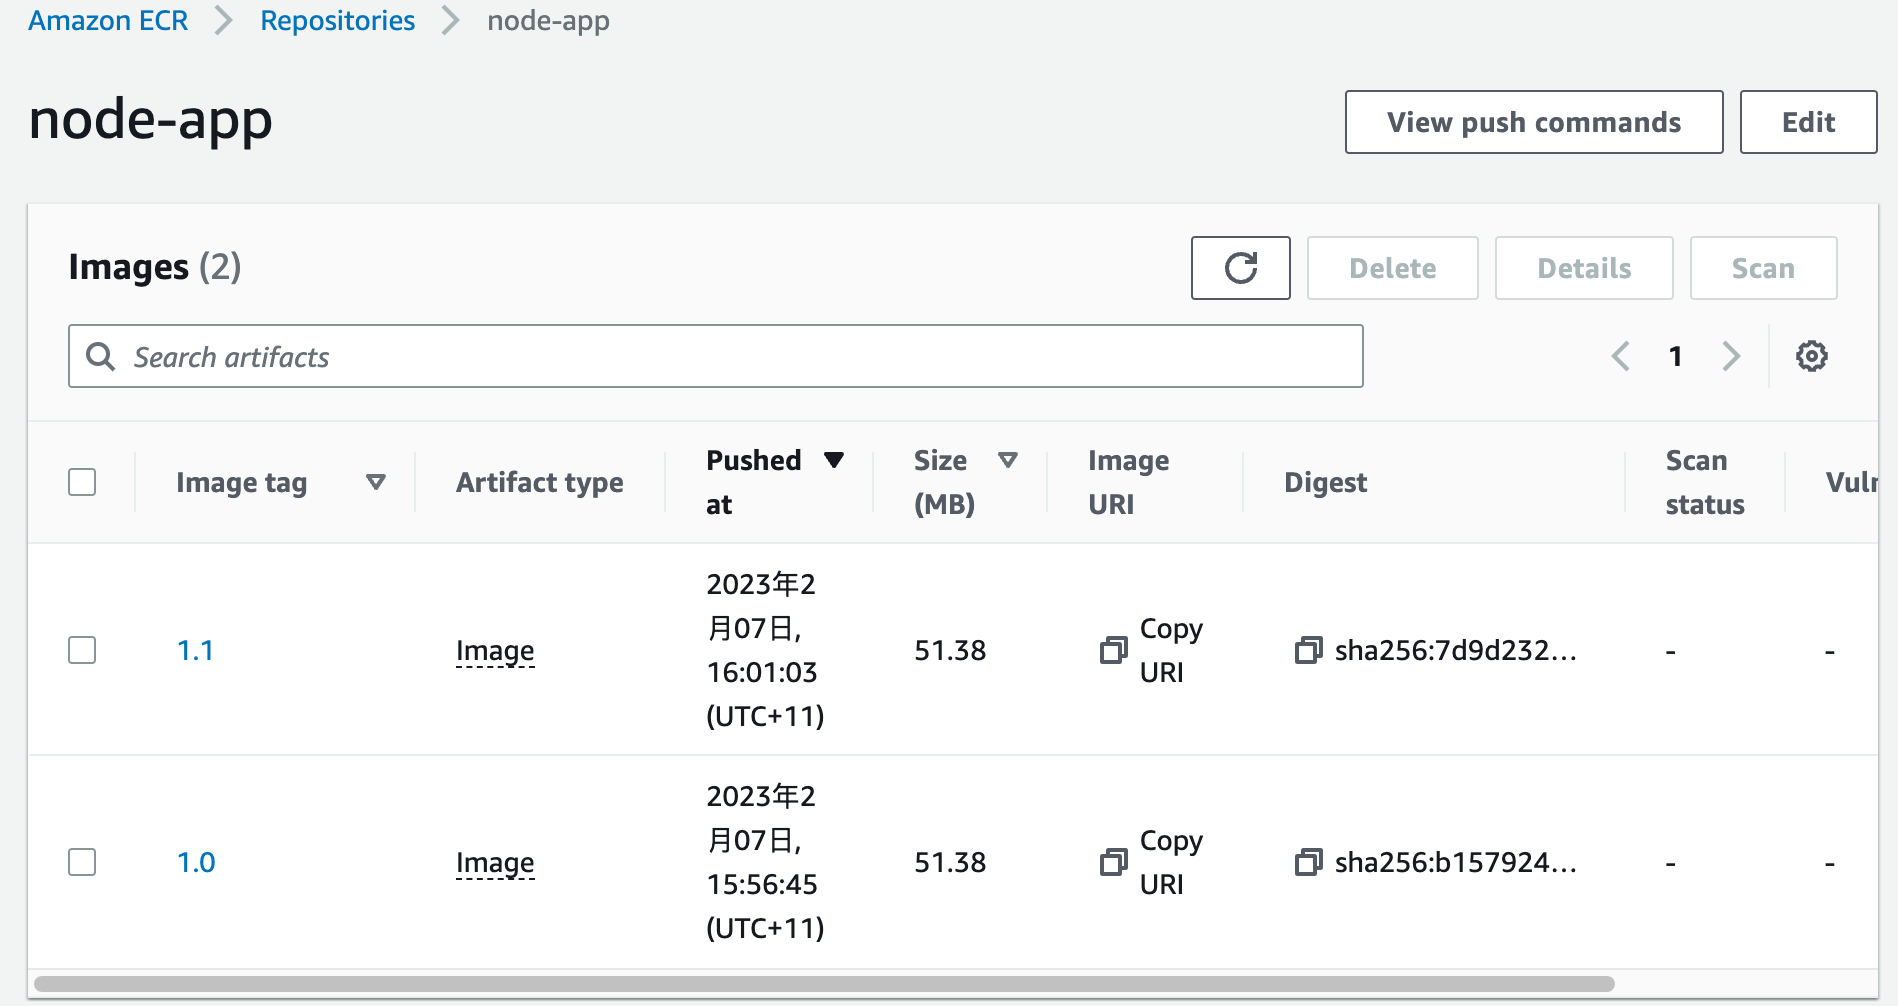 Amazon ECR > Repositories > node-app
node-app
View push commands
Edit
Images (2)
Delete
Details
Scan
Search artifacts
1
Image tag
Artifact type
Pushed
at
Size
(MB)
Image
URI
Digest
Scan
status
Vuln
1.1
Image
2023年2
月07日,
16:01:03
(UTC+11)
51.38
Copy
URI
sha256:7d9d232...
-
-
1.0
Image
2023年2
月07日,
15:56:45
(UTC+11)
51.38
Copy
URI
sha256:b157924...
-
-